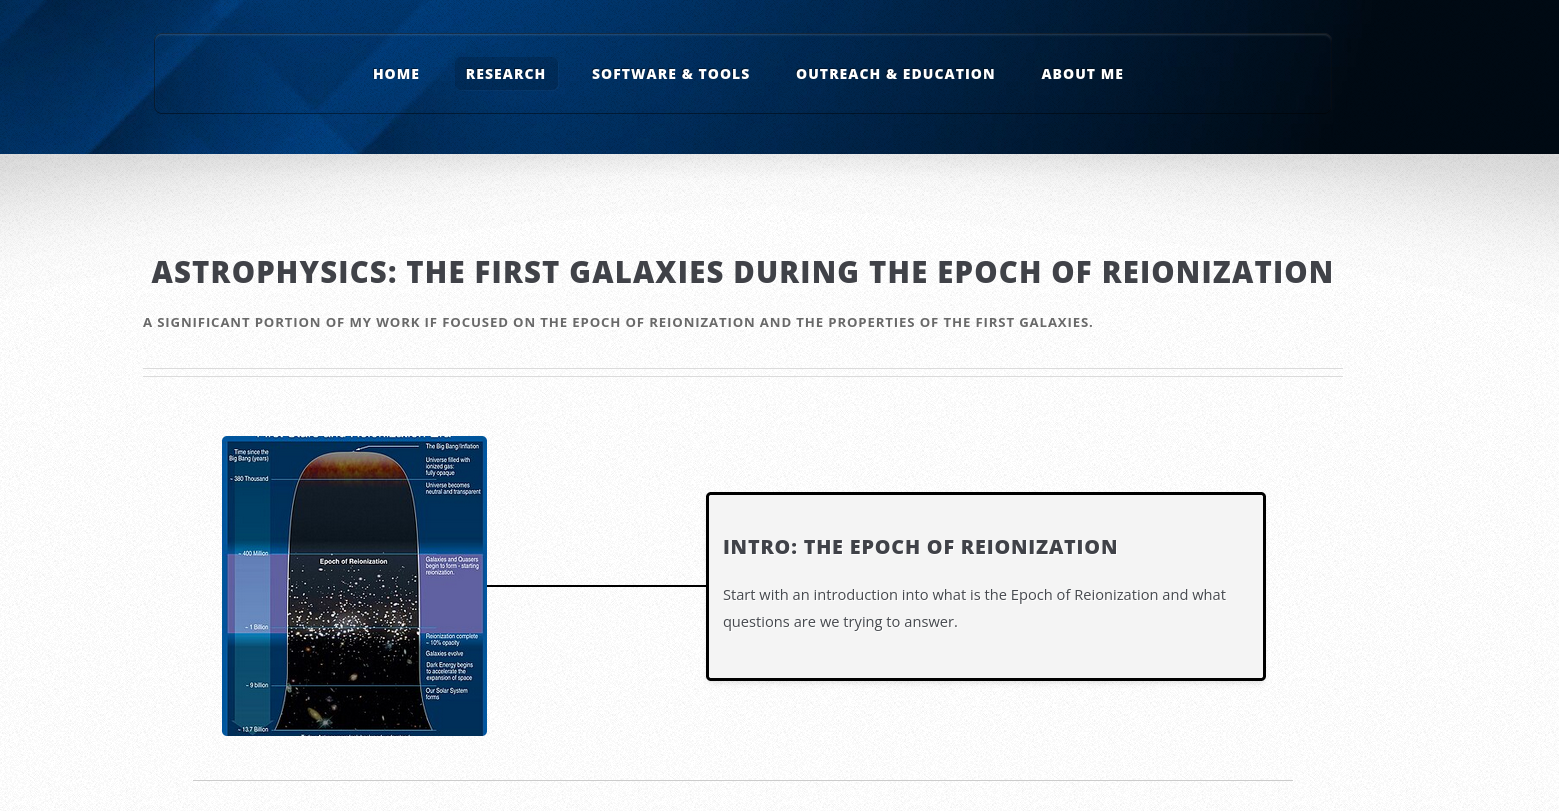 HOME RESEARCH SOFTWARE & TOOLS OUTREACH & EDUCATION ABOUT ME
ASTROPHYSICS: THE FIRST GALAXIES DURING THE EPOCH OF REIONIZATION
A SIGNIFICANT PORTION OF MY WORK IF FOCUSED ON THE EPOCH OF REIONIZATION AND THE PROPERTIES OF THE FIRST GALAXIES.
Time since the
Big Bang (years)
The Big Bang/Inflation
Universe filled with
ionized gas:
fully opaque
~ 380 Thousand
Universe becomes
neutral and transparent
~ 400 Million
Epoch of Reionization
Galaxies and Quasers
begin to form - starting
reionization.
~ 1 Billion
Reionization complete
~ 10% opacity
Galaxies evolve
Dark Energy begins
to accelerate the
expansion of space
~ 9 billion
Our Solar System
forms
~ 13.7 Billion
INTRO: THE EPOCH OF REIONIZATION
Start with an introduction into what is the Epoch of Reionization and what
questions are we trying to answer.